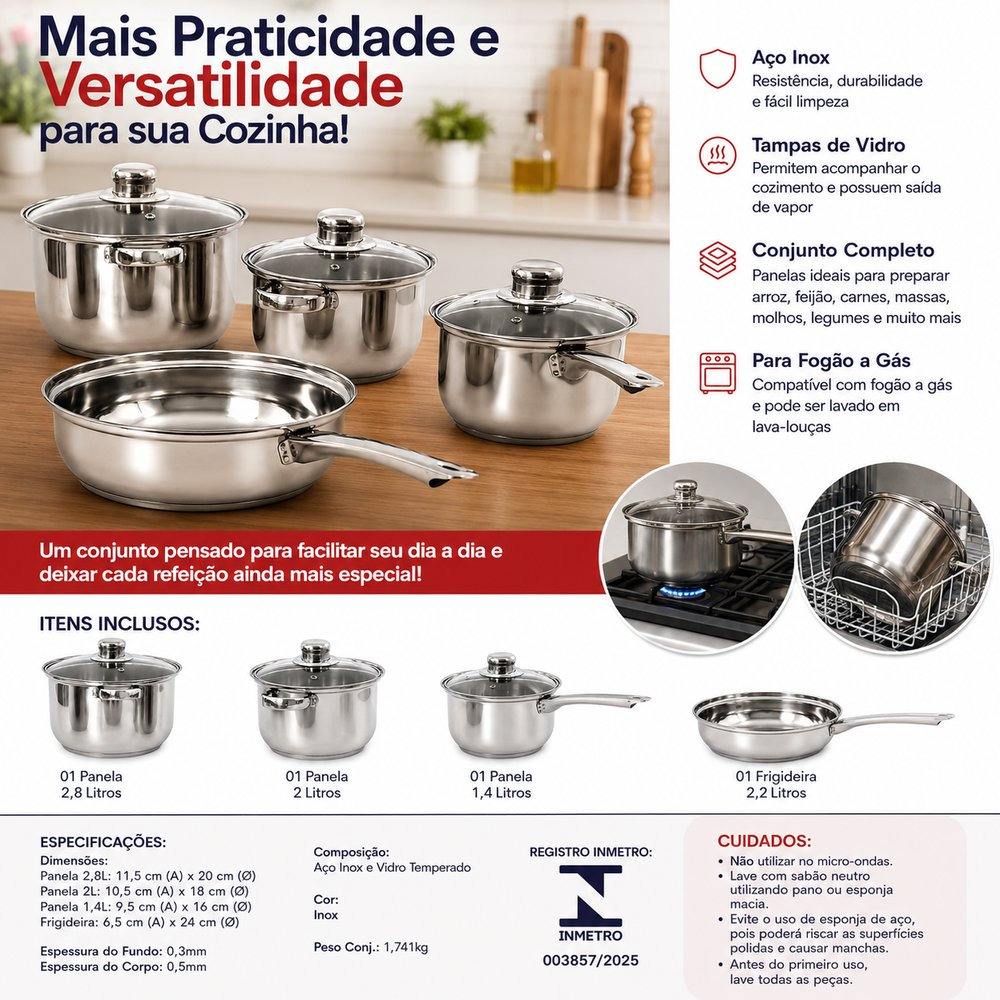 Mais Praticidade e
Versatilidade
para sua Cozinha!
Aço Inox
Resistência, durabilidade
e fácil limpeza
Tampas de Vidro
Permitem acompanhar o
cozimento e possuem saída
de vapor
Conjunto Completo
Panelas ideais para preparar
arroz, feijão, carnes, massas,
molhos, legumes e muito mais
Para Fogão a Gás
Compatível com fogão a gás
e pode ser lavado em
lava-louças
Um conjunto pensado para facilitar seu dia a dia e
deixar cada refeição ainda mais especial!
ITENS INCLUSOS:
01 Panela
2,8 Litros
01 Panela
2 Litros
01 Panela
1,4 Litros
01 Frigideira
2,2 Litros
ESPECIFICAÇÕES:
Dimensões:
Panela 2,8L: 11,5 cm (A) x 20 cm (Ø)
Panela 2L: 10,5 cm (A) x 18 cm (Ø)
Panela 1,4L: 9,5 cm (A) x 16 cm (Ø)
Frigideira: 6,5 cm (A) x 24 cm (Ø)
Espessura do Fundo: 0,3mm
Espessura do Corpo: 0,5mm
Composição:
Aço Inox e Vidro Temperado
Cor:
Inox
Peso Conj.: 1,741kg
REGISTRO INMETRO:
INMETRO
003857/2025
CUIDADOS:
• Não utilizar no micro-ondas.
• Lave com sabão neutro
utilizando pano ou esponja
macia.
• Evite o uso de esponja de aço,
pois poderá riscar as superfícies
polidas e causar manchas.
• Antes do primeiro uso,
lave todas as peças.